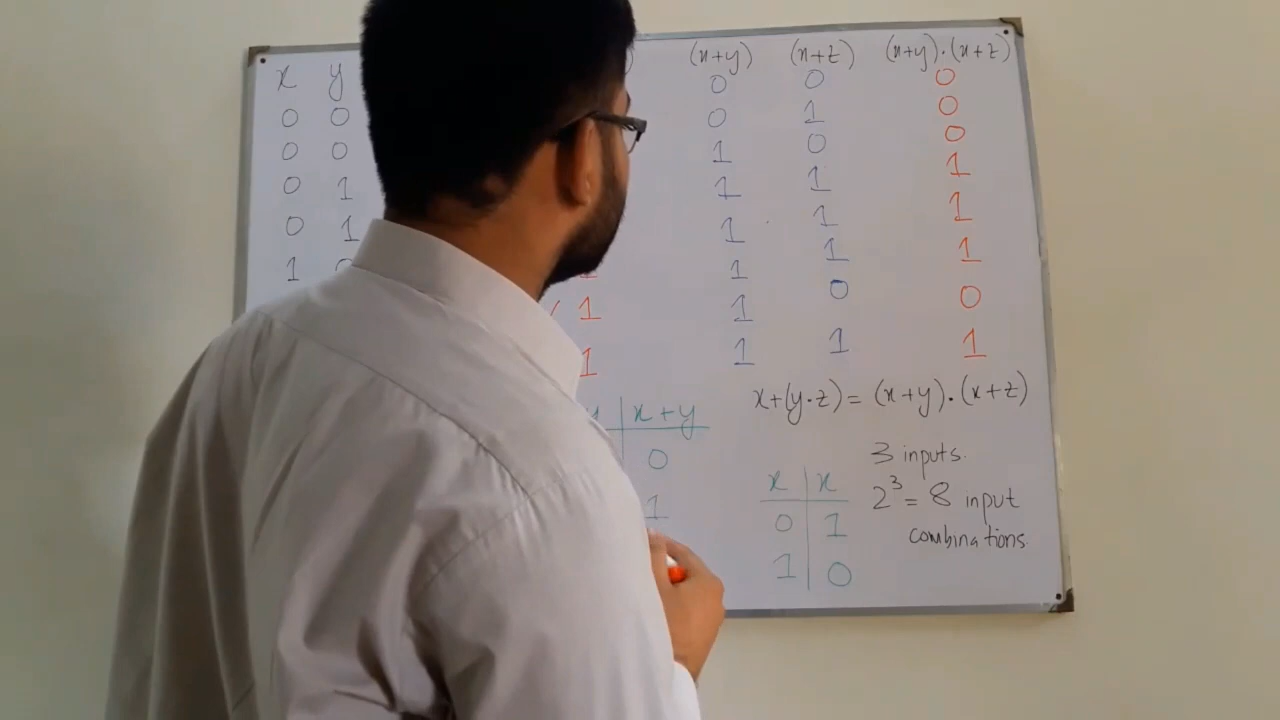 x y ) (x+y) (x+z) (x+y).(x+z)
0 0 0 0 0
0 0 0 1 0
0 1 1 0 0
0 1 1 1 1
1 0 1 1 1
1 1 1 1
1 1 0 0
1 1 1 1
x+(y.z) = (x+y).(x+z)
y x+y
0
1
3 inputs.
2³ = 8 input
combinations.
x x
0 1
1 0